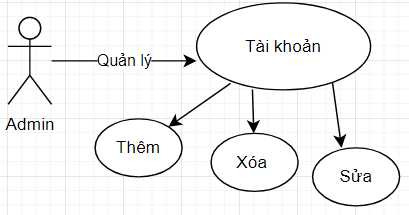 Tài khoản
Quản lý
Admin
Thêm
Xóa
Sửa